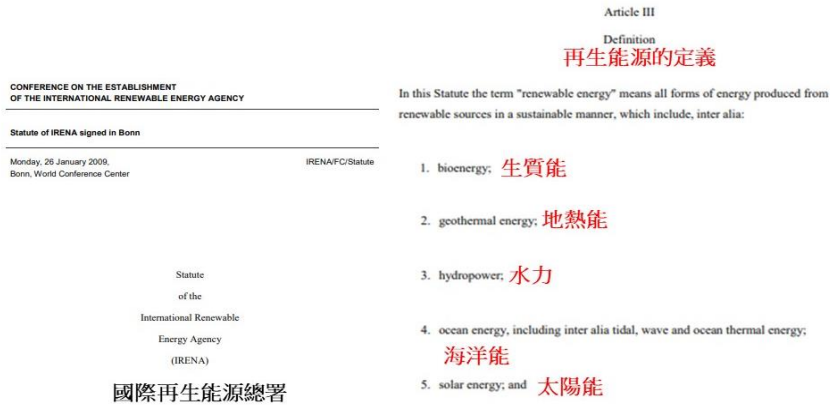 CONFERENCE ON THE ESTABLISHMENT
OF THE INTERNATIONAL RENEWABLE ENERGY AGENCY
Statute of IRENA signed in Bonn
Monday, 26 January 2009,
Bonn, World Conference Center
IRENA/FC/Statute
Statute
of the
International Renewable
Energy Agency
(IRENA)
國際再生能源總署
Article III
Definition
再生能源的定義
In this Statute the term "renewable energy" means all forms of energy produced from
renewable sources in a sustainable manner, which include, inter alia:
1. bioenergy; 生質能
2. geothermal energy; 地熱能
3. hydropower; 水力
4. ocean energy, including inter alia tidal, wave and ocean thermal energy;
海洋能
5. solar energy; and 太陽能